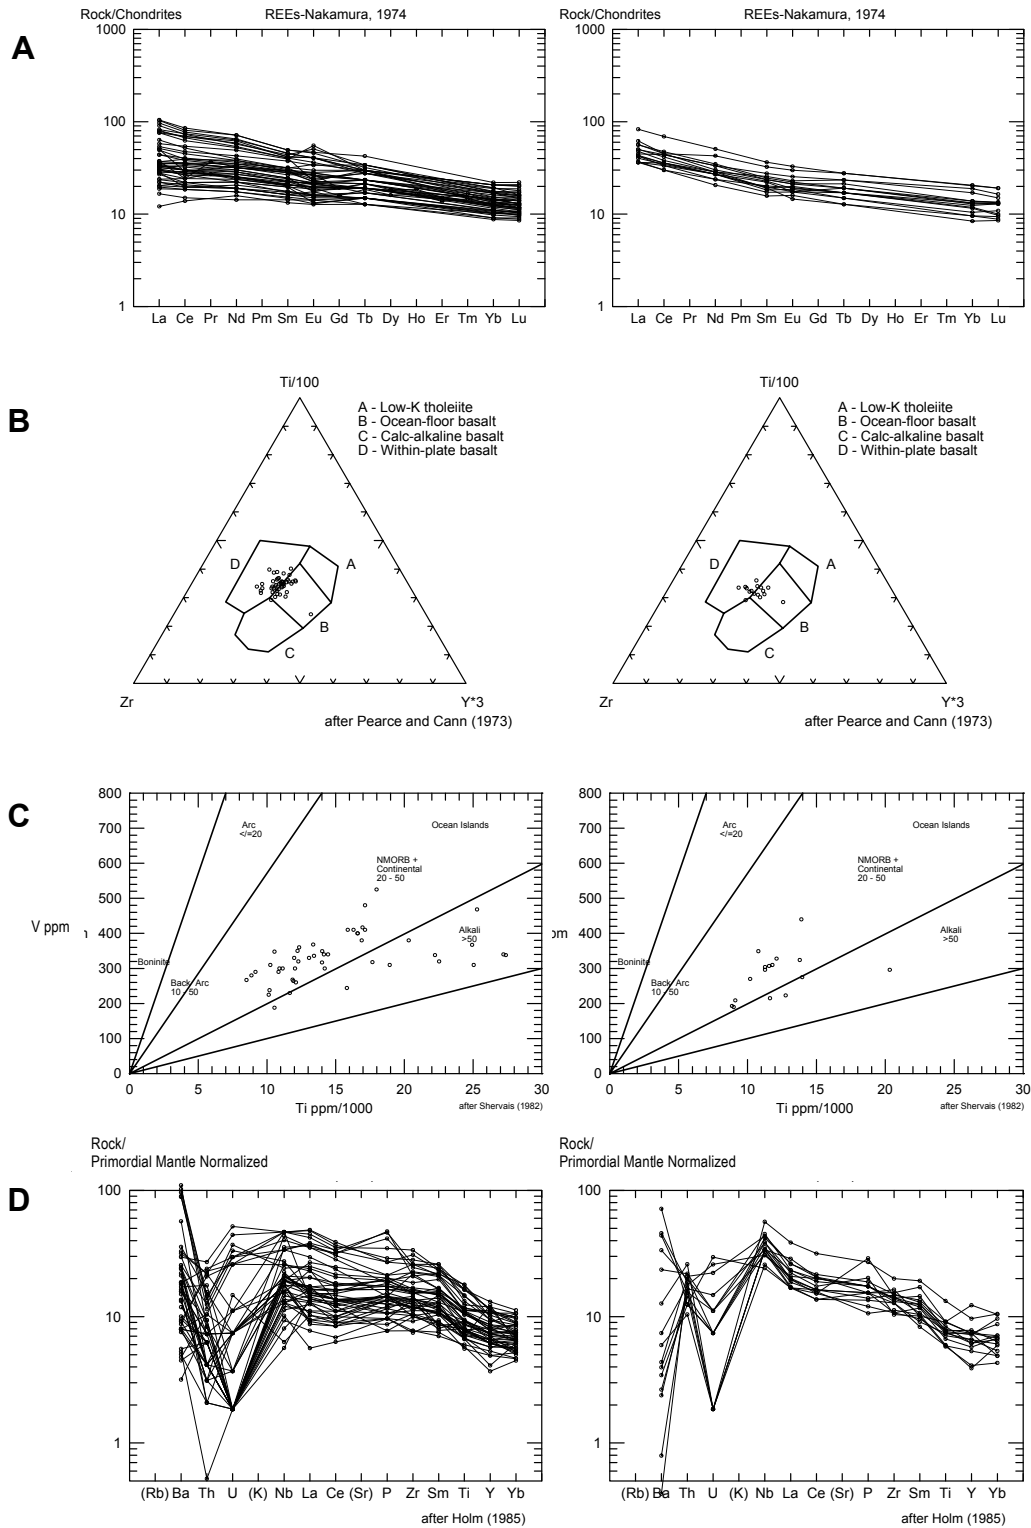 Rock/Chondrites REEs-Nakamura, 1974
Rock/Chondrites REEs-Nakamura, 1974
A
1000
100
10
1
La Ce Pr Nd Pm Sm Eu Gd Tb Dy Ho Er Tm Yb Lu
1000
100
10
1
La Ce Pr Nd Pm Sm Eu Gd Tb Dy Ho Er Tm Yb Lu
B
Ti/100
A - Low-K tholeiite
B - Ocean-floor basalt
C - Calc-alkaline basalt
D - Within-plate basalt
D
A
B
C
Zr
Y*3
after Pearce and Cann (1973)
Ti/100
A - Low-K tholeiite
B - Ocean-floor basalt
C - Calc-alkaline basalt
D - Within-plate basalt
D
A
B
C
Zr
Y*3
after Pearce and Cann (1973)
C
800
700
600
500
400
300
200
100
0
V ppm
Arc
</=20
Ocean Islands
NMORB +
Continental
20 - 50
Alkali
>50
Boninite
Back Arc
10 - 50
0 5 10 15 20 25 30
Ti ppm/1000
after Shervais (1982)
800
700
600
500
400
300
200
100
0
Arc
</=20
Ocean Islands
NMORB +
Continental
20 - 50
Alkali
>50
Boninite
Back Arc
10 - 50
0 5 10 15 20 25 30
Ti ppm/1000
after Shervais (1982)
D
Rock/
Primordial Mantle Normalized
100
10
1
(Rb) Ba Th U (K) Nb La Ce (Sr) P Zr Sm Ti Y Yb
after Holm (1985)
Rock/
Primordial Mantle Normalized
100
10
1
(Rb) Ba Th U (K) Nb La Ce (Sr) P Zr Sm Ti Y Yb
after Holm (1985)